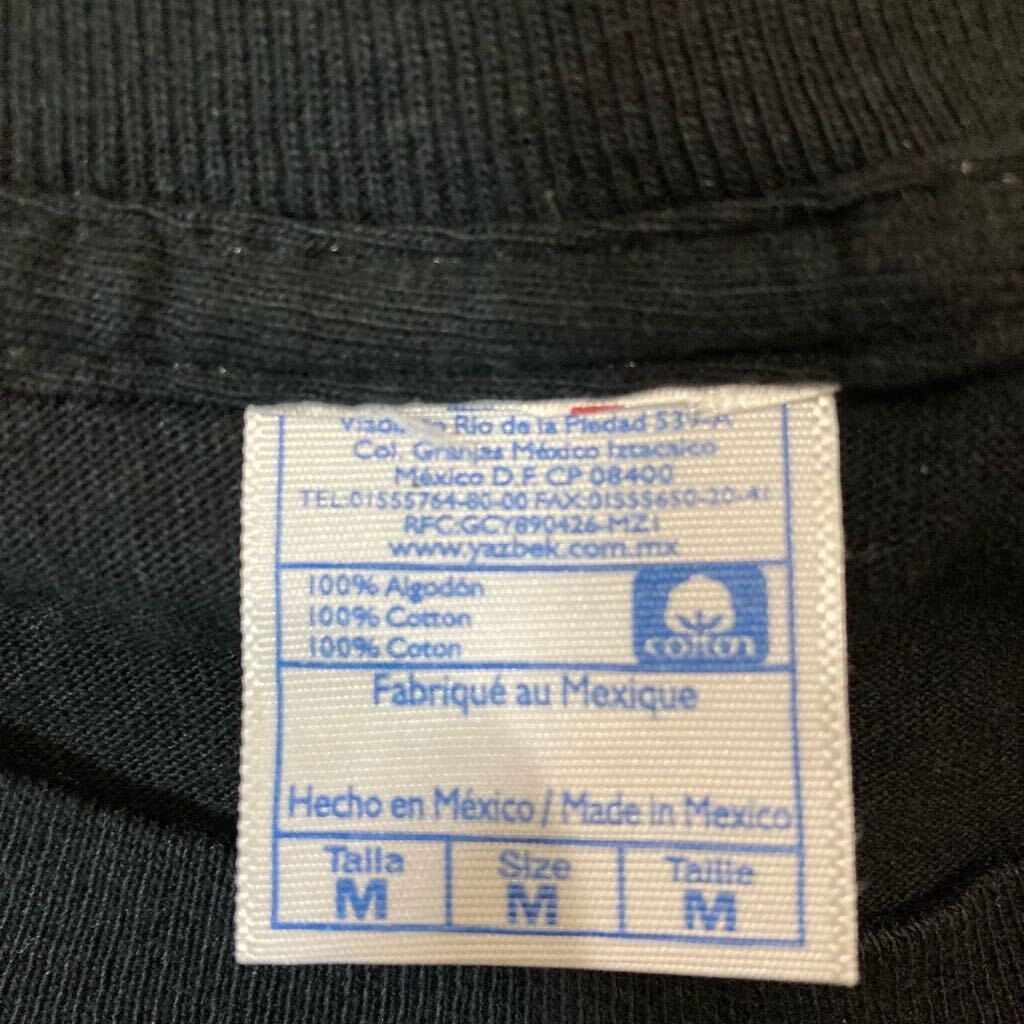 Río de la Piedad 539-A
Col. Granjas México Iztacalco
México D.F. CP 08400
TEL.01555764-80-00 FAX.01555650-20-41
RFC:GCY890426-MZ1
www.yazbek.com.mx
100% Algodón
100% Cotton
100% Coton
cotton
Fabriqué au Mexique
Hecho en México / Made in Mexico
Talla Size Taille
M M M